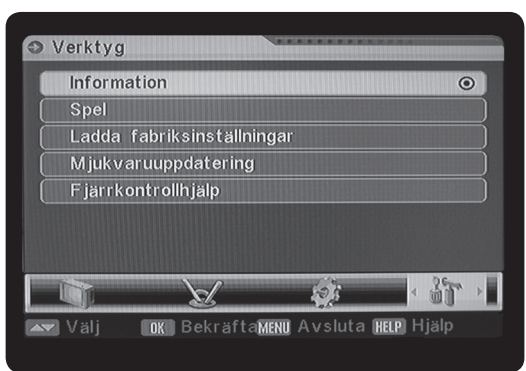 Verktyg
Information
Spel
Ladda fabriksinställningar
Mjukvaruuppdatering
Fjärrkontrollhjälp
Välj OK Bekräfta MENU Avsluta HELP Hjälp